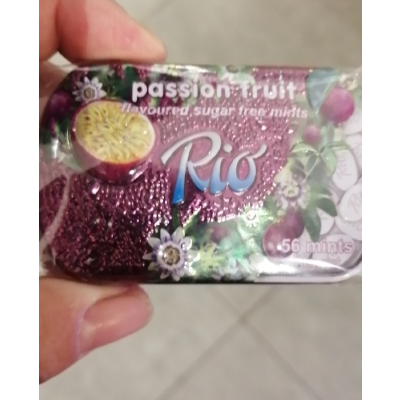 passion fruit
flavoured sugar free mints
Rio
56 mints